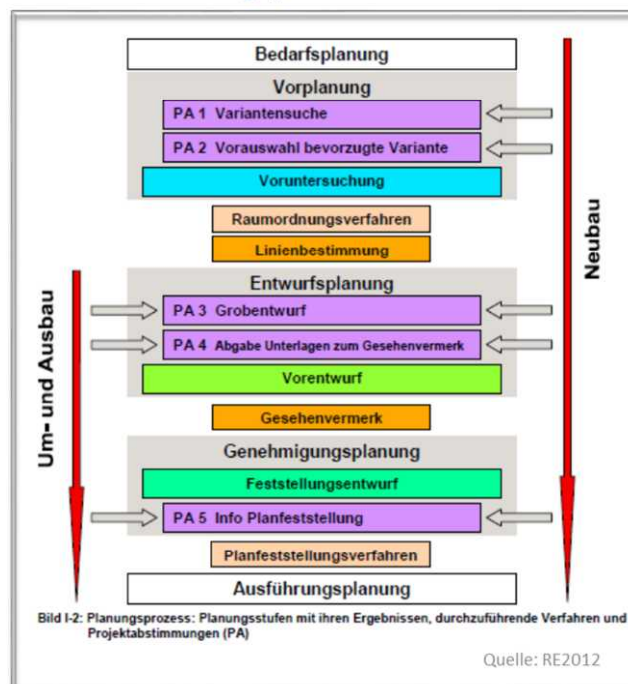 Bedarfsplanung
Vorplanung
PA 1 Variantensuche
PA 2 Vorauswahl bevorzugte Variante
Voruntersuchung
Raumordnungsverfahren
Linienbestimmung
Neubau
Entwurfsplanung
PA 3 Grobentwurf
PA 4 Abgabe Unterlagen zum Gesehenvermerk
Vorentwurf
Um- und Ausbau
Gesehenvermerk
Genehmigungsplanung
Feststellungsentwurf
PA 5 Info Planfeststellung
Planfeststellungsverfahren
Ausführungsplanung
Bild I-2: Planungsprozess: Planungsstufen mit ihren Ergebnissen, durchzuführende Verfahren und
Projektabstimmungen (PA)
Quelle: RE2012